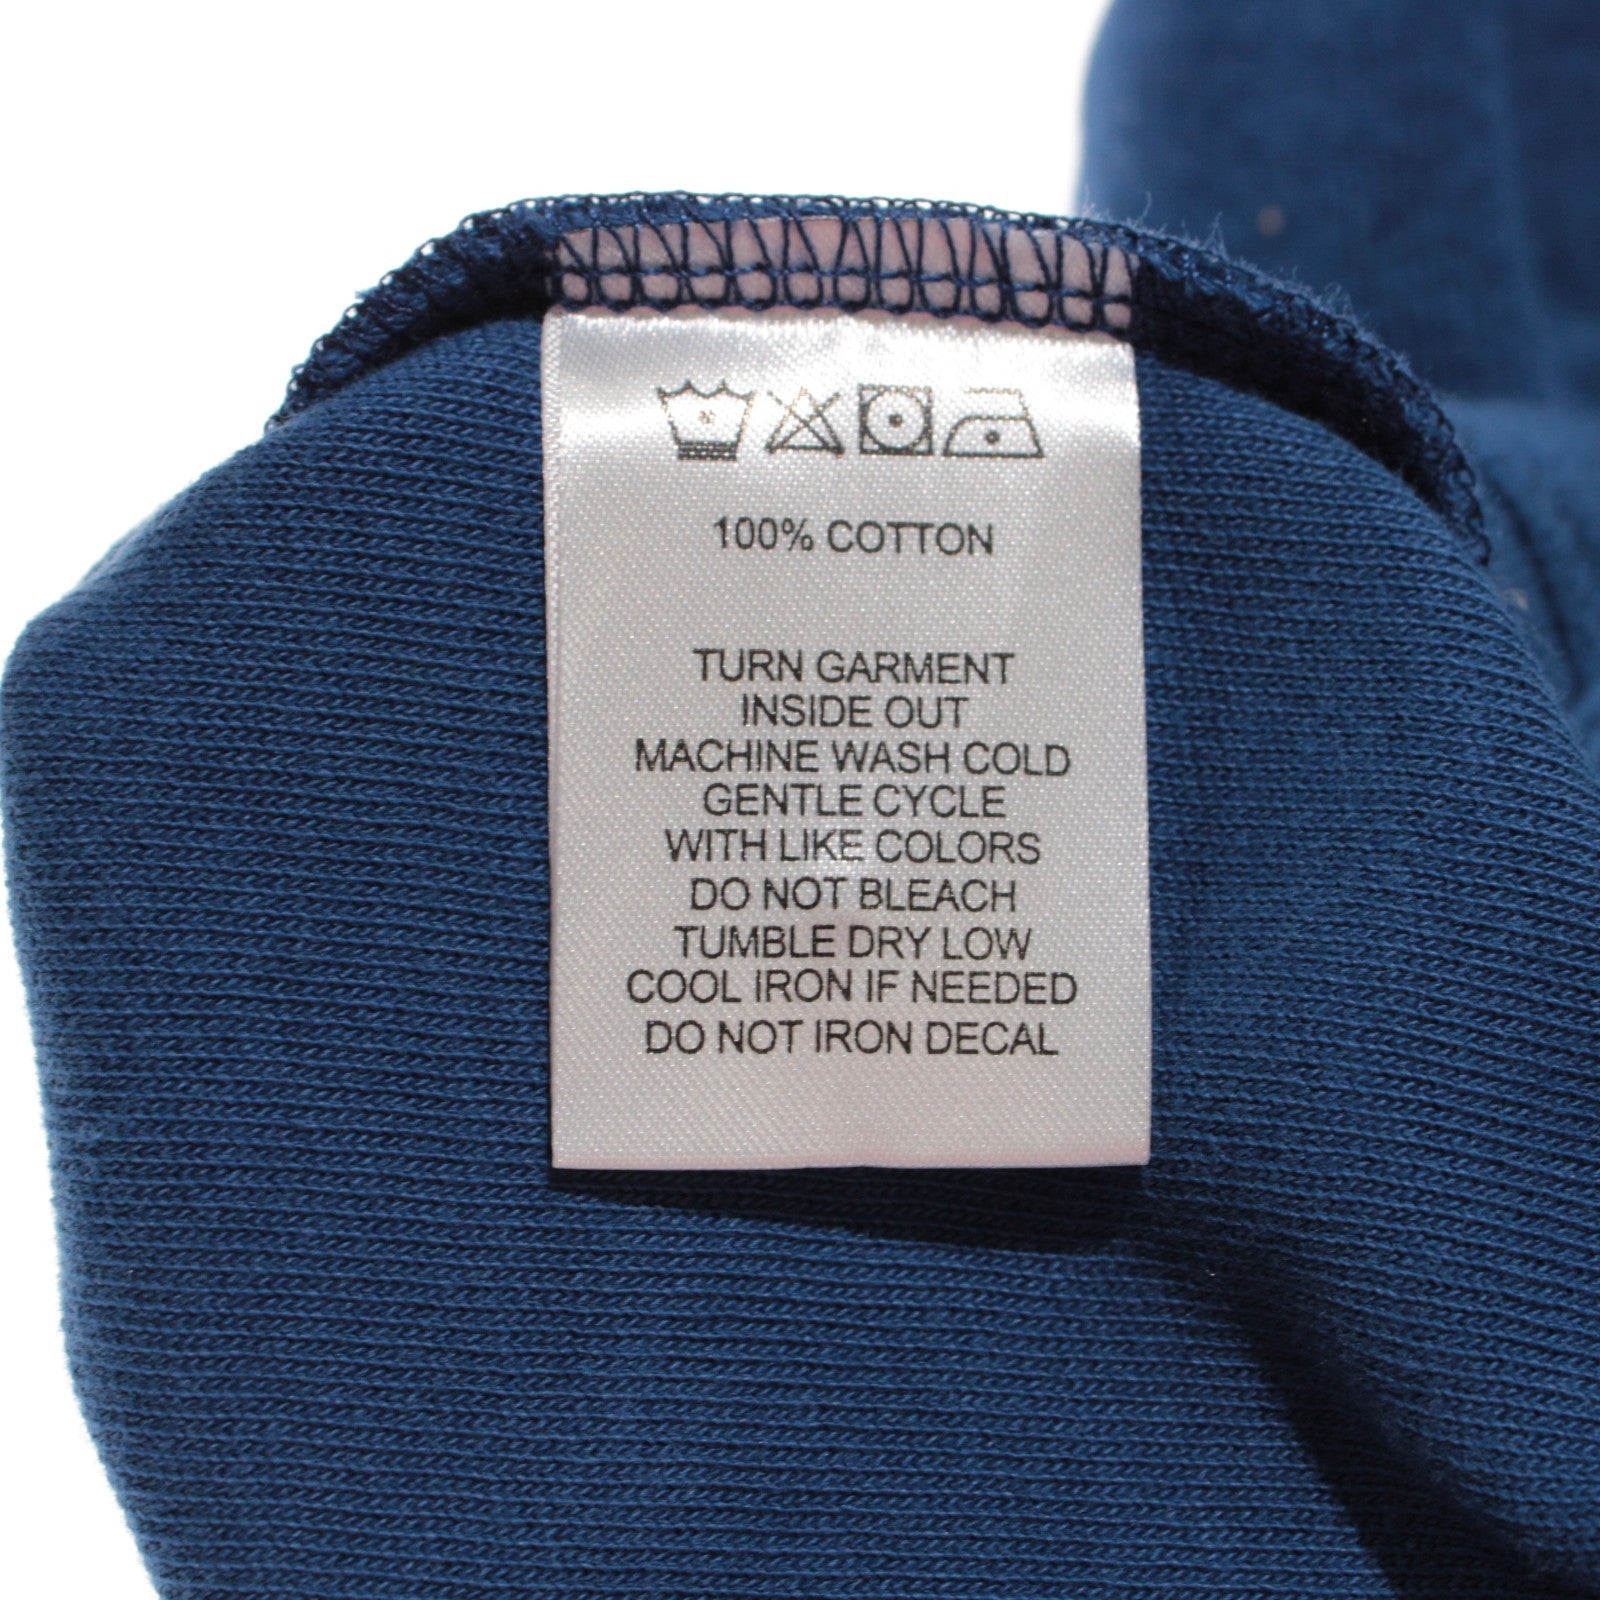 100% COTTON
TURN GARMENT
INSIDE OUT
MACHINE WASH COLD
GENTLE CYCLE
WITH LIKE COLORS
DO NOT BLEACH
TUMBLE DRY LOW
COOL IRON IF NEEDED
DO NOT IRON DECAL